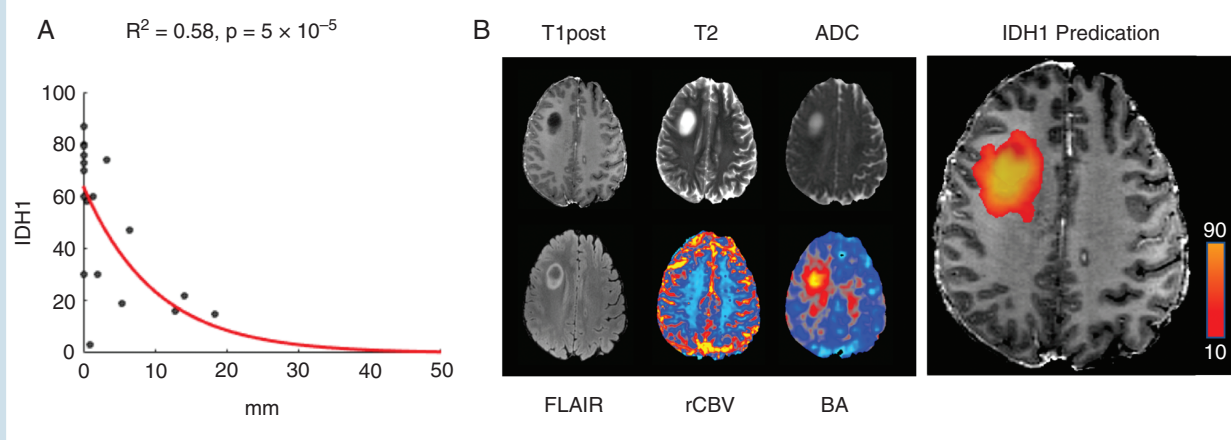 A
R² = 0.58, p = 5 × 10⁻⁵
IDH1
100
80
60
40
20
0
0 10 20 30 40 50
mm
B
T1post T2 ADC
FLAIR rCBV BA
IDH1 Predication
90
10